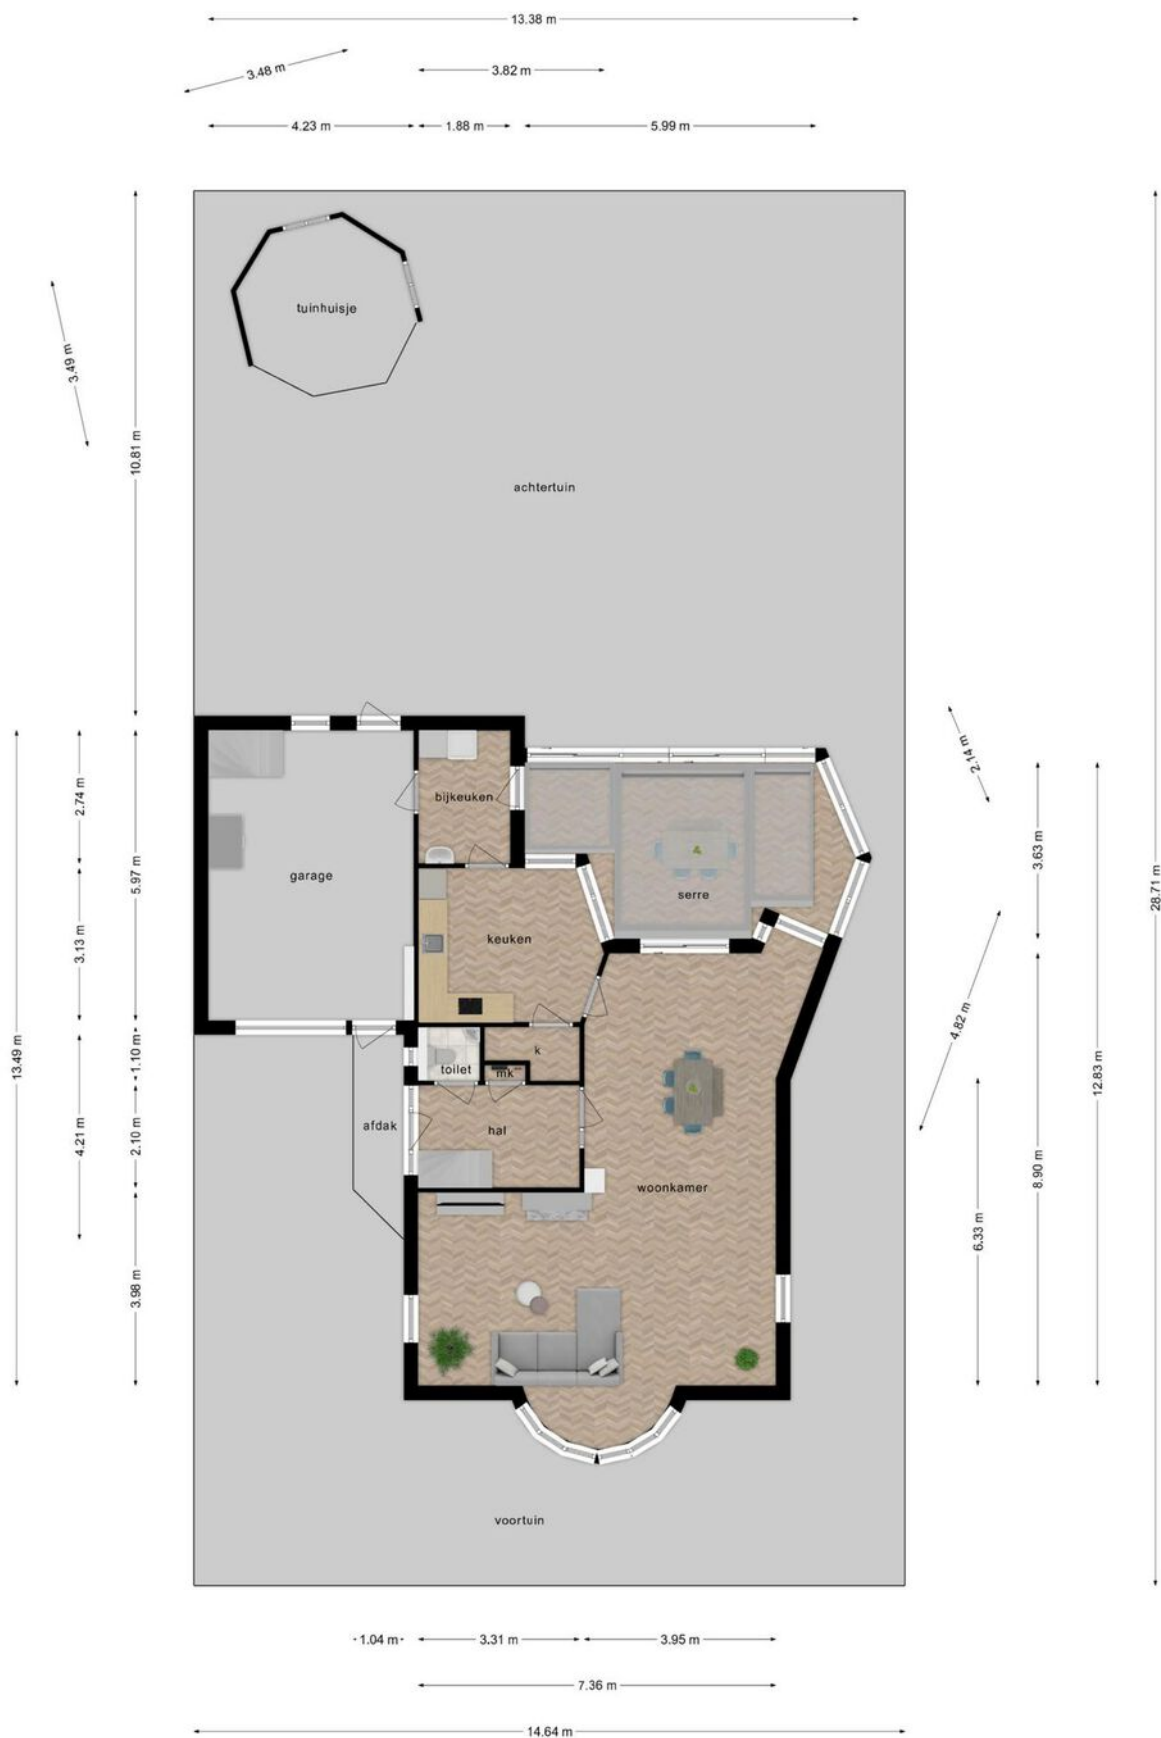 13.38 m
3.48 m
3.82 m
4.23 m
1.88 m
5.99 m
tuinhuisje
3.49 m
10.81 m
achtertuin
28.71 m
2.14 m
2.74 m
bijkeuken
3.63 m
garage
5.97 m
serre
keuken
3.13 m
4.82 m
13.49 m
1.10 m
k
toilet
mk
12.83 m
afdak
hal
4.21 m
2.10 m
8.90 m
woonkamer
6.33 m
3.98 m
voortuin
1.04 m
3.31 m
3.95 m
7.36 m
14.64 m